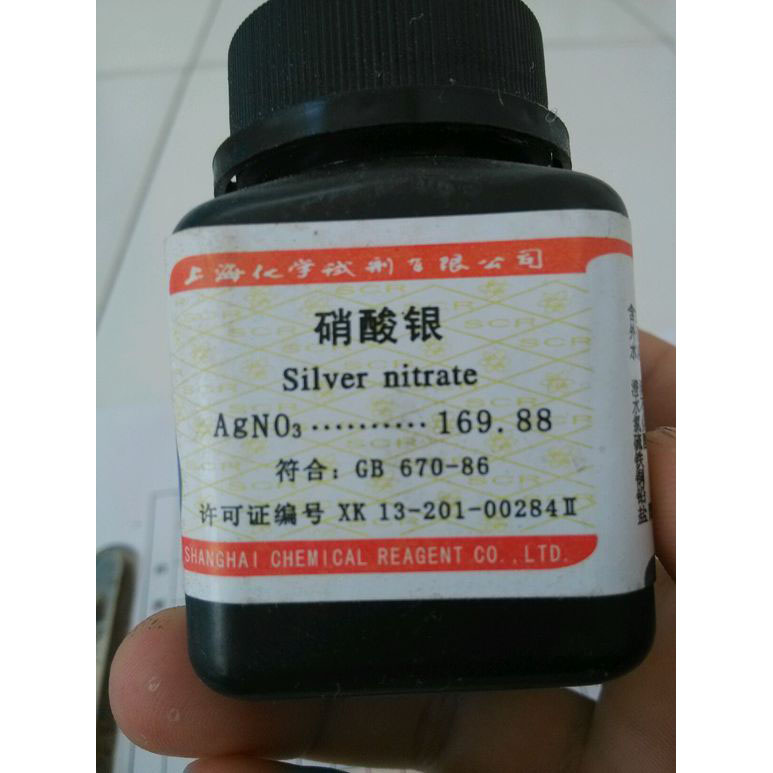 上海化学试剂有限公司
硝酸银
Silver nitrate
AgNO₃··········169.88
符合：GB 670-86
许可证编号 XK 13-201-00284Ⅱ
SHANGHAI CHEMICAL REAGENT CO.,LTD.
SCR